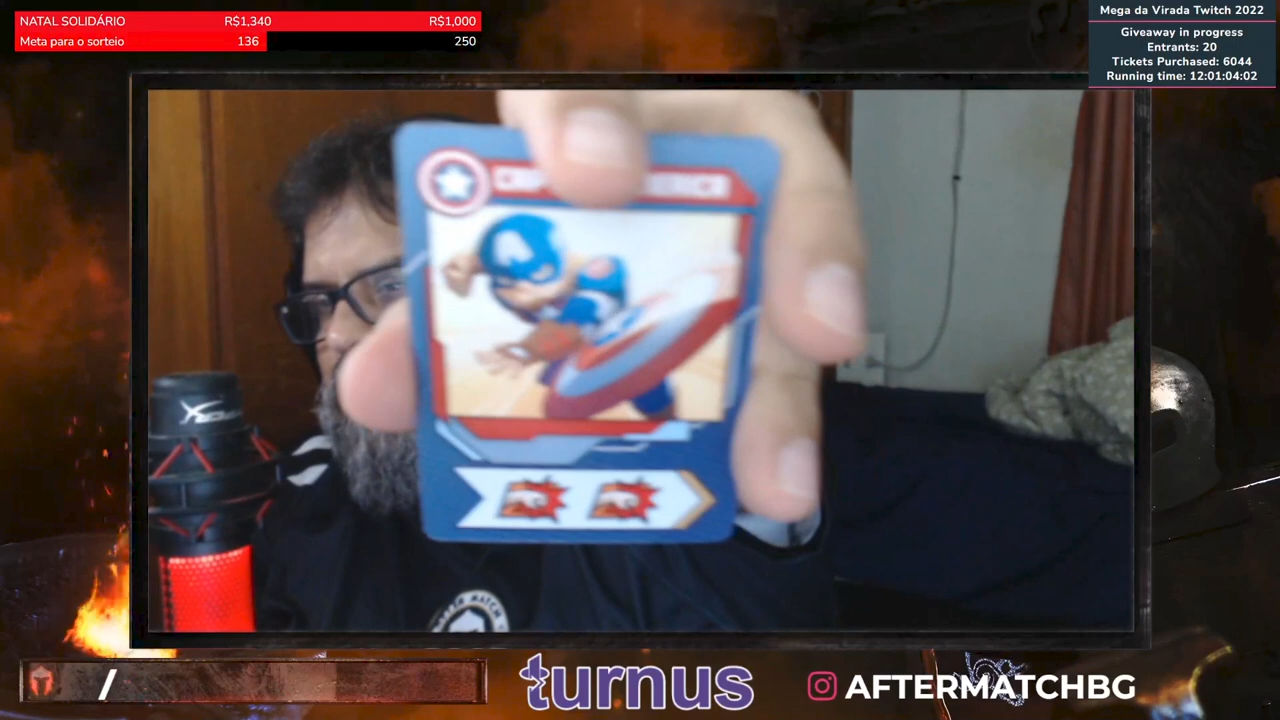 NATAL SOLIDÁRIO R$1,340 R$1,000
Meta para o sorteio 136 250
Mega da Virada Twitch 2022
Giveaway in progress
Entrants: 20
Tickets Purchased: 6044
Running time: 12:01:04:02
turnus
AFTERMATCHBG